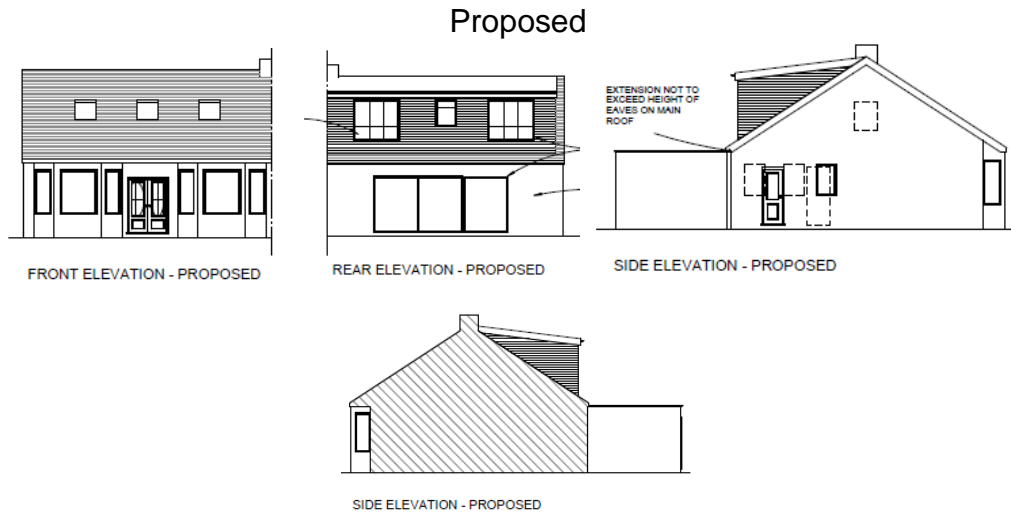 Proposed
EXTENSION NOT TO
EXCEED HEIGHT OF
EAVES ON MAIN
ROOF
FRONT ELEVATION - PROPOSED
REAR ELEVATION - PROPOSED
SIDE ELEVATION - PROPOSED
SIDE ELEVATION - PROPOSED